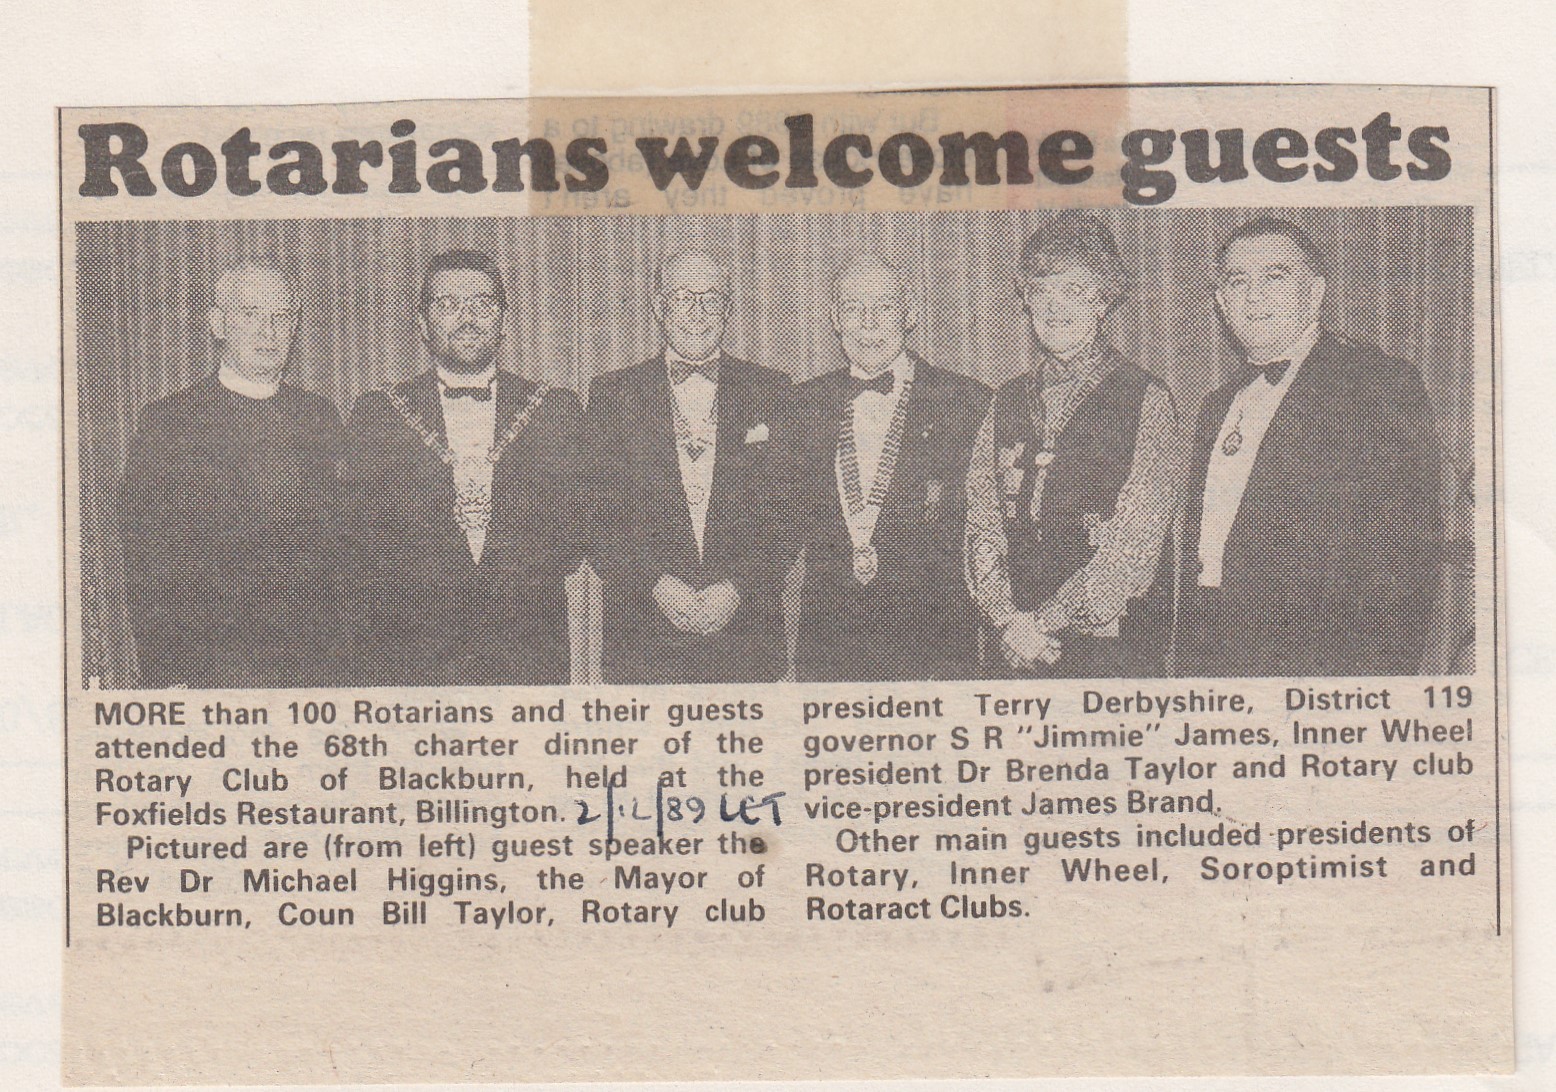 Rotarians welcome guests
MORE than 100 Rotarians and their guests
attended the 68th charter dinner of the
Rotary Club of Blackburn, held at the
Foxfields Restaurant, Billington. 2/12/89 LET
Pictured are (from left) guest speaker the
Rev Dr Michael Higgins, the Mayor of
Blackburn, Coun Bill Taylor, Rotary club
president Terry Derbyshire, District 119
governor S R "Jimmie" James, Inner Wheel
president Dr Brenda Taylor and Rotary club
vice-president James Brand.
Other main guests included presidents of
Rotary, Inner Wheel, Soroptimist and
Rotaract Clubs.